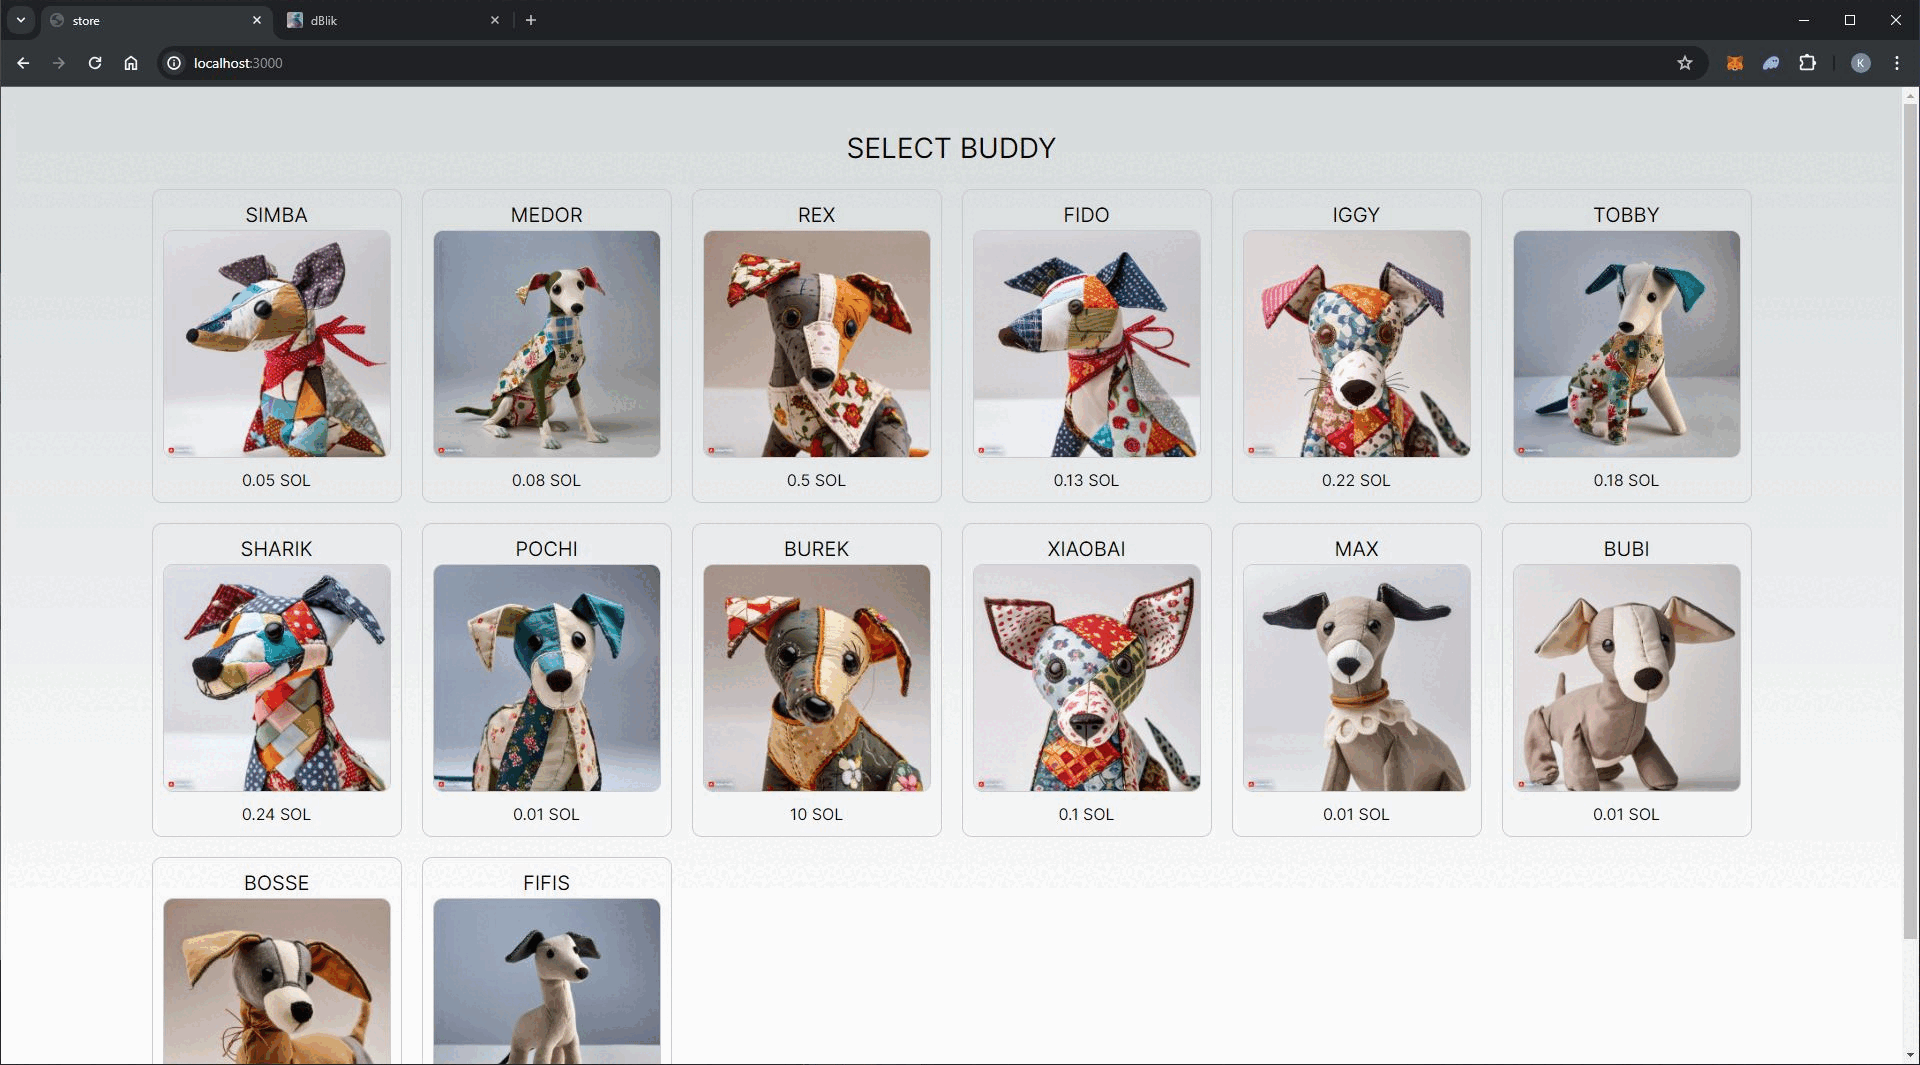 store
dBlik
localhost:3000
K
SELECT BUDDY
SIMBA
MEDOR
REX
FIDO
IGGY
TOBBY
0.05 SOL
0.08 SOL
0.5 SOL
0.13 SOL
0.22 SOL
0.18 SOL
SHARIK
POCHI
BUREK
XIAOBAI
MAX
BUBI
0.24 SOL
0.01 SOL
10 SOL
0.1 SOL
0.01 SOL
0.01 SOL
BOSSE
FIFIS